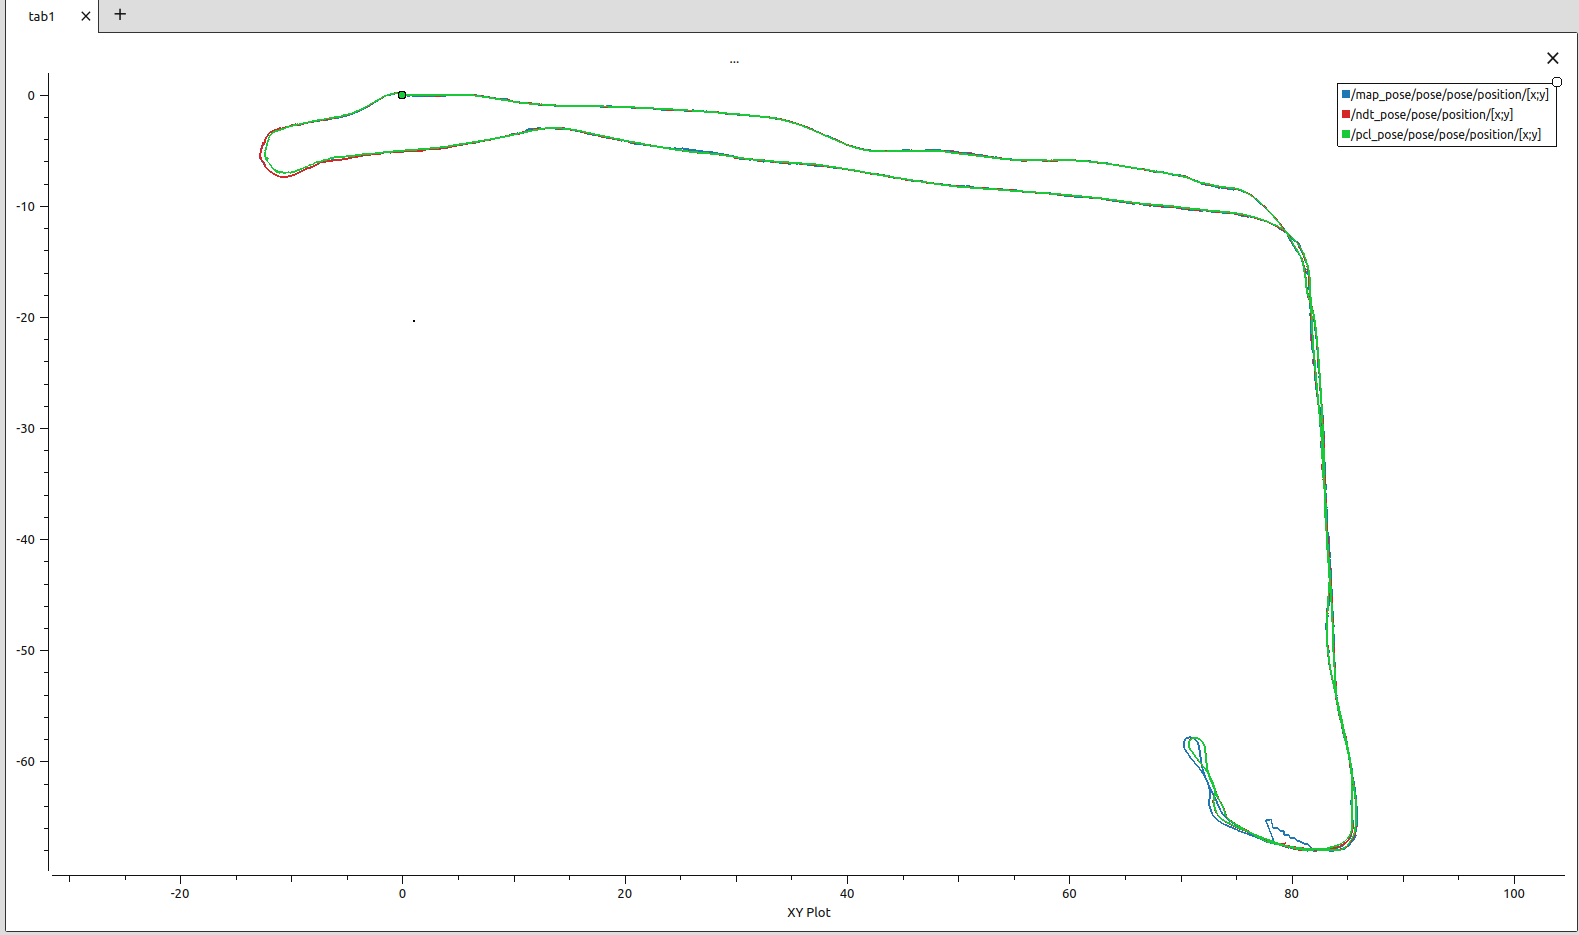 tab1
...
/map_pose/pose/pose/position/[x;y]
/ndt_pose/pose/position/[x;y]
/pcl_pose/pose/pose/position/[x;y]
0
-10
-20
-30
-40
-50
-60
-20 0 20 40 60 80 100
XY Plot